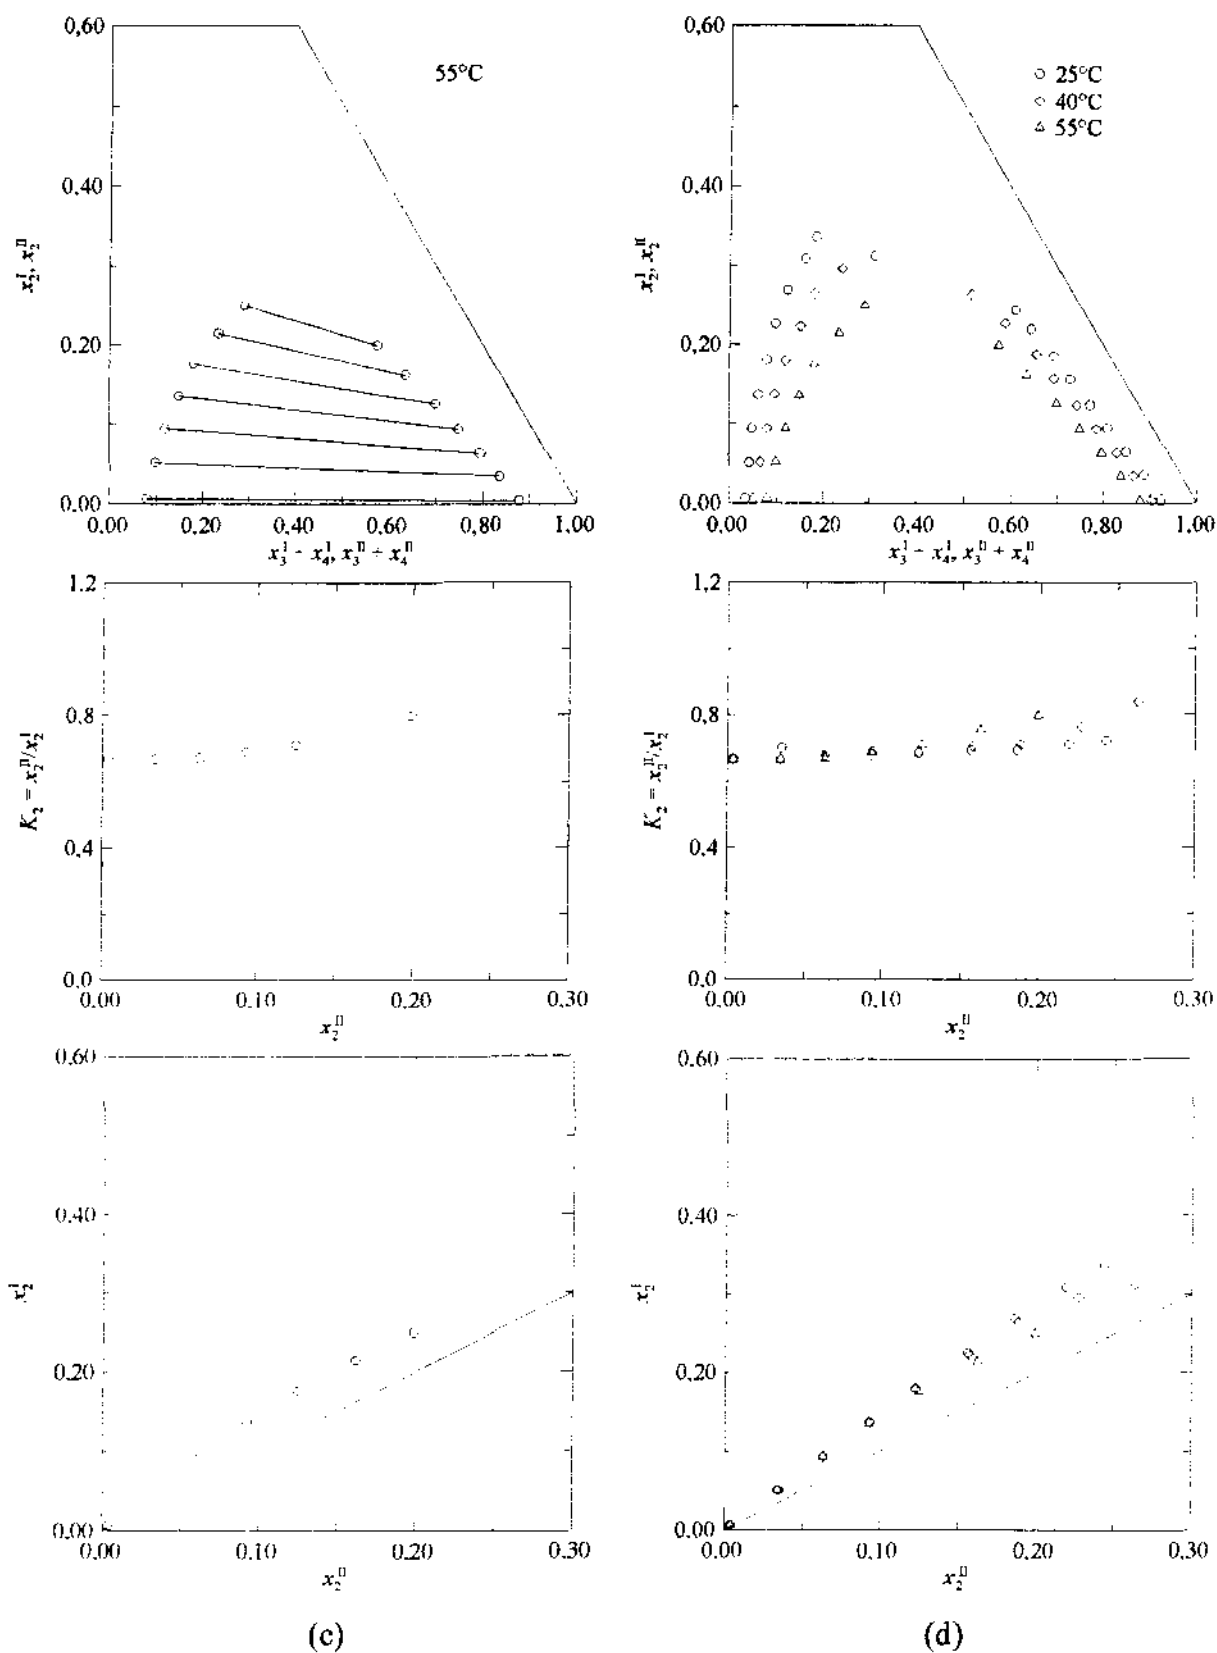 0,60
0,40
0,20
0.00
x₂ᴵ, x₂ᴵᴵ
55°C
0.00 0.20 0.40 0.60 0.80 1.00
x₃ᴵ + x₄ᴵ, x₃ᴵᴵ + x₄ᴵᴵ
0,60
0,40
0,20
0.00
x₂ᴵ, x₂ᴵᴵ
25°C
40°C
55°C
0.00 0.20 0.40 0.60 0.80 1.00
x₃ᴵ + x₄ᴵ, x₃ᴵᴵ + x₄ᴵᴵ
1,2
0,8
0,4
0,0
K₂ = x₂ᴵᴵ/x₂ᴵ
0.00 0.10 0.20 0.30
x₂ᴵᴵ
1,2
0,8
0,4
0,0
K₂ = x₂ᴵᴵ/x₂ᴵ
0.00 0.10 0.20 0.30
x₂ᴵᴵ
0,60
0,40
0,20
0.00
x₂ᴵ
0.00 0.10 0.20 0.30
x₂ᴵᴵ
(c)
0,60
0,40
0,20
0.00
x₂ᴵ
0.00 0.10 0.20 0.30
x₂ᴵᴵ
(d)